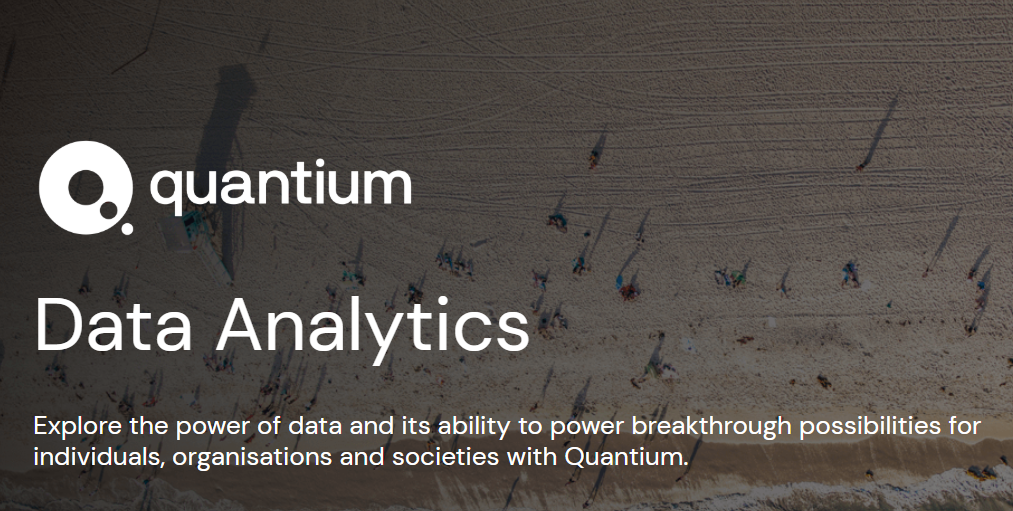 quantium
Data Analytics
Explore the power of data and its ability to power breakthrough possibilities for
individuals, organisations and societies with Quantium.